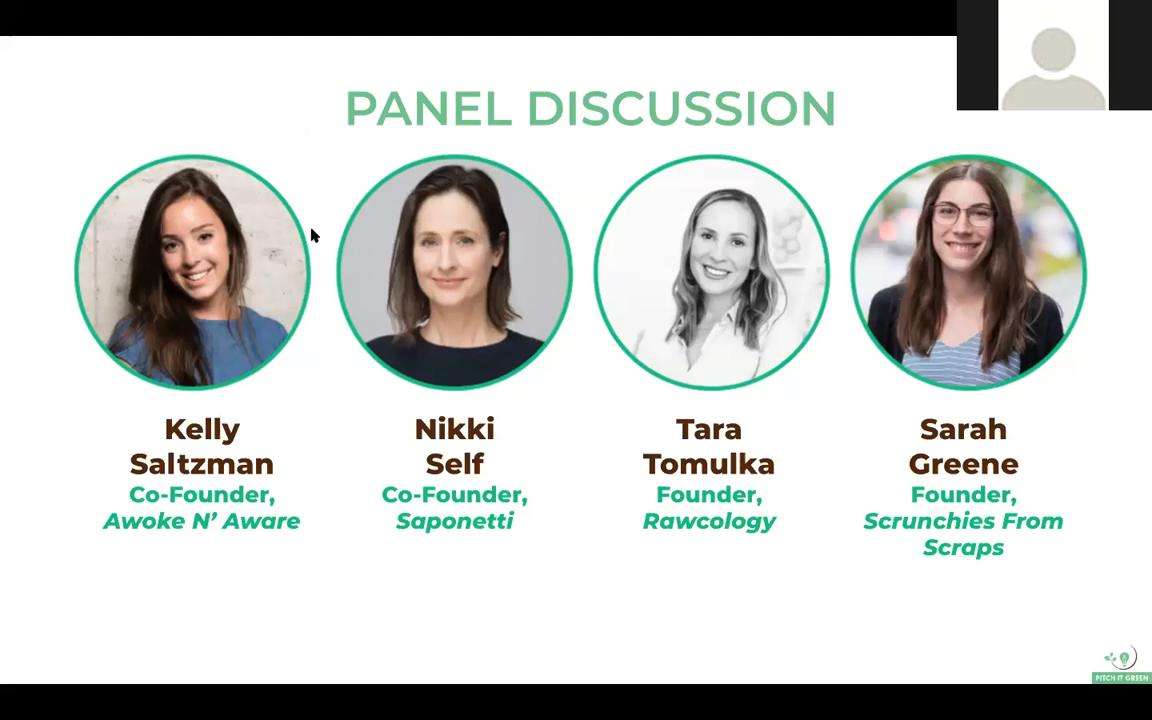 PANEL DISCUSSION
Kelly
Saltzman
Co-Founder,
Awoke N’ Aware
Nikki
Self
Co-Founder,
Saponetti
Tara
Tomulka
Founder,
Rawcology
Sarah
Greene
Founder,
Scrunchies From
Scraps
PITCH IT GREEN